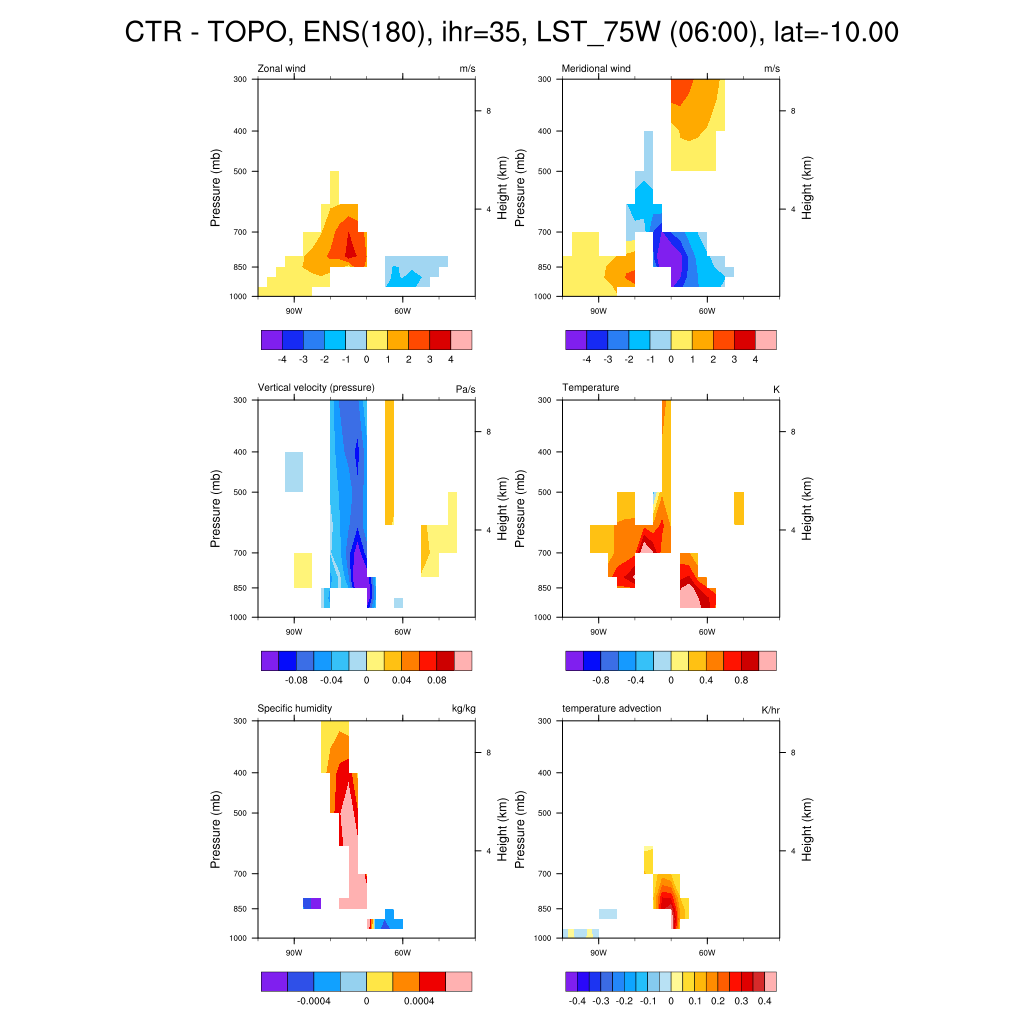 CTR - TOPO, ENS(180), ihr=35, LST_75W (06:00), lat=-10.00
Zonal wind m/s
Pressure (mb)
Height (km)
300
400
500
700
850
1000
8
4
90W 60W
-4 -3 -2 -1 0 1 2 3 4
Meridional wind m/s
Pressure (mb)
Height (km)
300
400
500
700
850
1000
8
4
90W 60W
-4 -3 -2 -1 0 1 2 3 4
Vertical velocity (pressure) Pa/s
Pressure (mb)
Height (km)
300
400
500
700
850
1000
8
4
90W 60W
-0.08 -0.04 0 0.04 0.08
Temperature K
Pressure (mb)
Height (km)
300
400
500
700
850
1000
8
4
90W 60W
-0.8 -0.4 0 0.4 0.8
Specific humidity kg/kg
Pressure (mb)
Height (km)
300
400
500
700
850
1000
8
4
90W 60W
-0.0004 0 0.0004
temperature advection K/hr
Pressure (mb)
Height (km)
300
400
500
700
850
1000
8
4
90W 60W
-0.4 -0.3 -0.2 -0.1 0 0.1 0.2 0.3 0.4